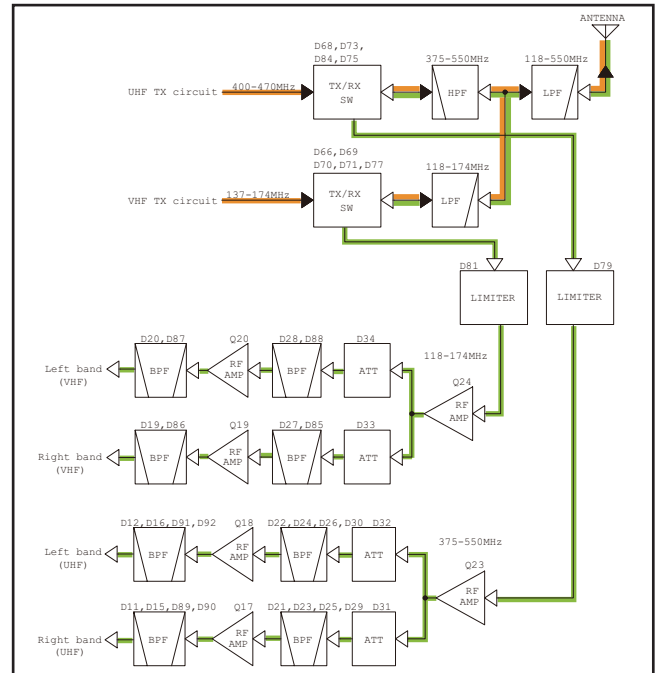 ANTENNA
D68,D73,
D84,D75
375-550MHz
118-550MHz
UHF TX circuit
400-470MHz
TX/RX
SW
HPF
LPF
D66,D69
D70,D71,D77
118-174MHz
VHF TX circuit
137-174MHz
TX/RX
SW
LPF
D81
D79
LIMITER
LIMITER
D20,D87
Q20
D28,D88
D34
118-174MHz
Left band
(VHF)
BPF
RF
AMP
BPF
ATT
Q24
RF
AMP
D19,D86
Q19
D27,D85
D33
Right band
(VHF)
BPF
RF
AMP
BPF
ATT
D12,D16,D91,D92
Q18
D22,D24,D26,D30
D32
375-550MHz
Left band
(UHF)
BPF
RF
AMP
BPF
ATT
Q23
RF
AMP
D11,D15,D89,D90
Q17
D21,D23,D25,D29
D31
Right band
(UHF)
BPF
RF
AMP
BPF
ATT